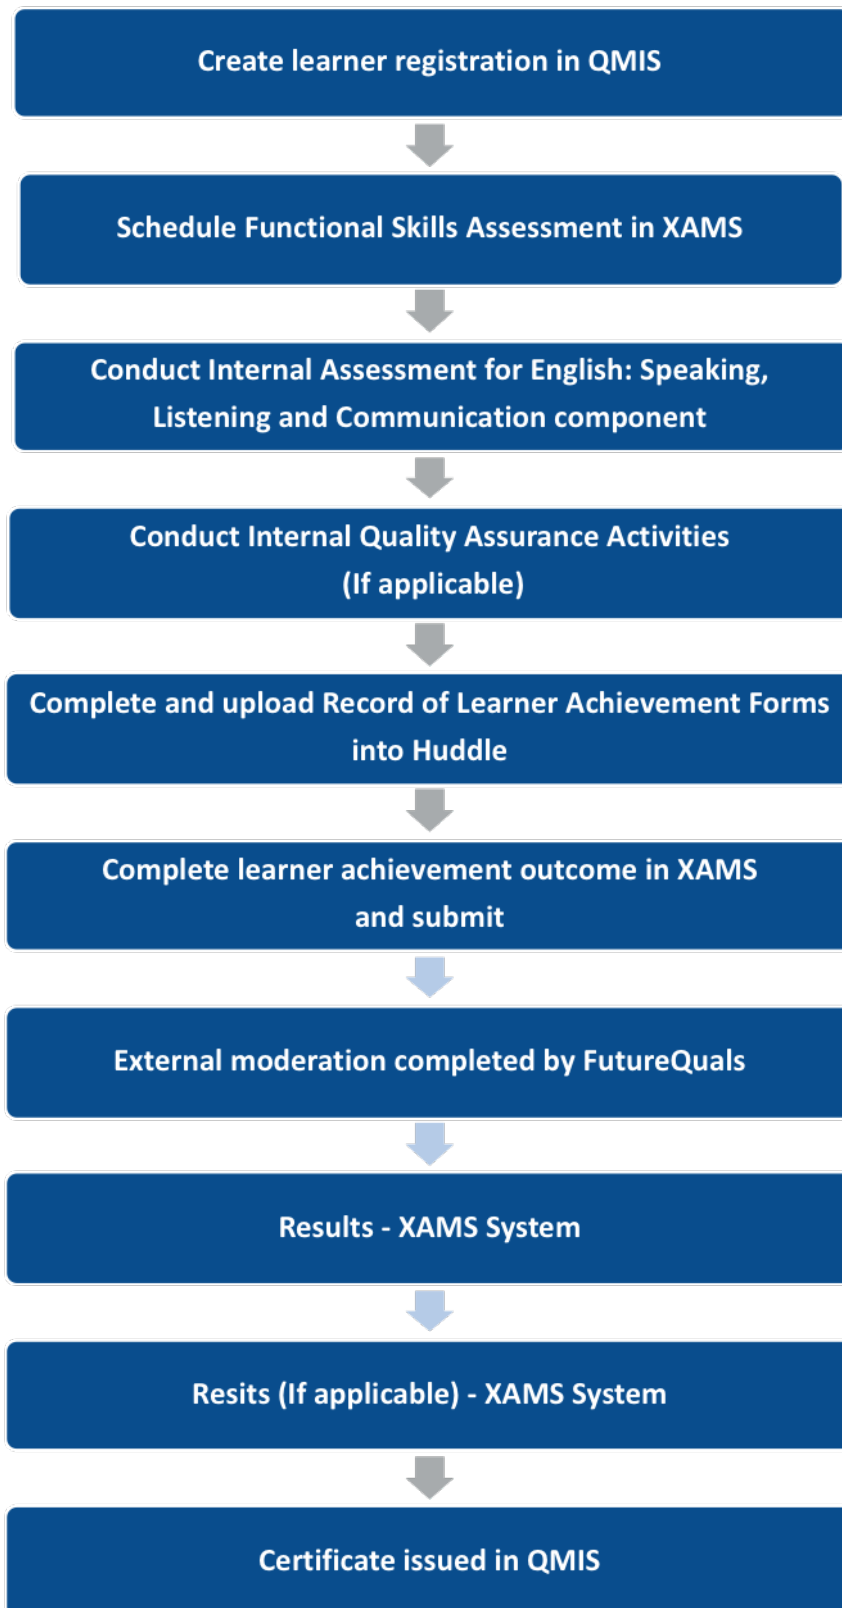 Create learner registration in QMIS
Schedule Functional Skills Assessment in XAMS
Conduct Internal Assessment for English: Speaking,
Listening and Communication component
Conduct Internal Quality Assurance Activities
(If applicable)
Complete and upload Record of Learner Achievement Forms
into Huddle
Complete learner achievement outcome in XAMS
and submit
External moderation completed by FutureQuals
Results - XAMS System
Resits (If applicable) - XAMS System
Certificate issued in QMIS